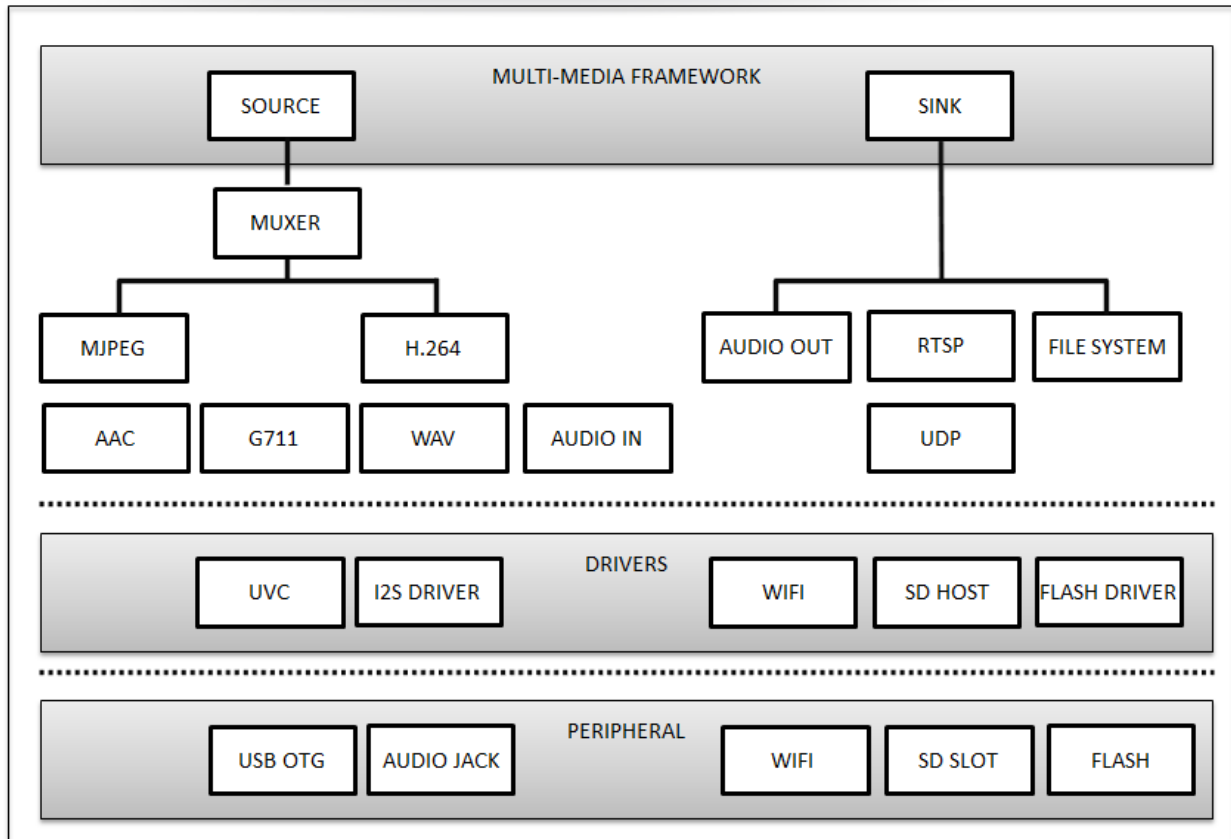 MULTI-MEDIA FRAMEWORK
SOURCE
SINK
MUXER
MJPEG
H.264
AUDIO OUT
RTSP
FILE SYSTEM
AAC
G711
WAV
AUDIO IN
UDP
DRIVERS
UVC
I2S DRIVER
WIFI
SD HOST
FLASH DRIVER
PERIPHERAL
USB OTG
AUDIO JACK
WIFI
SD SLOT
FLASH